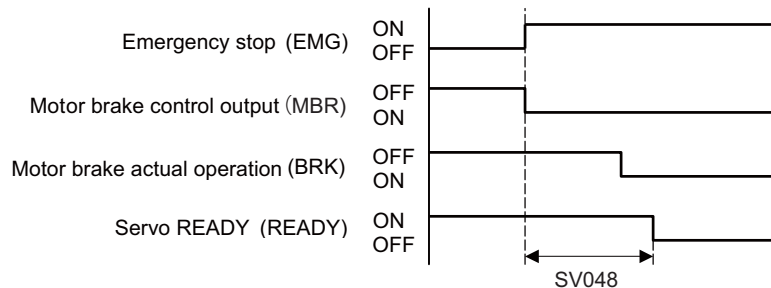 Emergency stop (EMG) ON
OFF
Motor brake control output (MBR) OFF
ON
Motor brake actual operation (BRK) OFF
ON
Servo READY (READY) ON
OFF
SV048